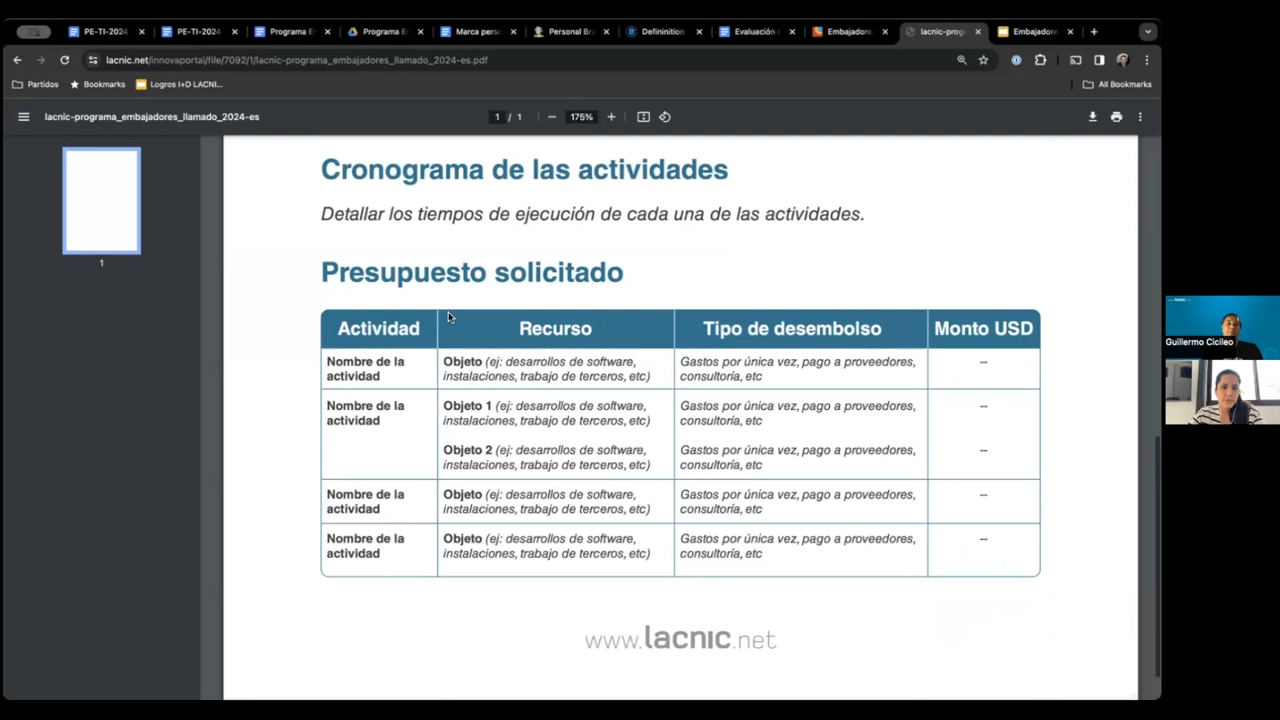 PE-TI-2024
PE-TI-2024
Programa E
Programa E
Marca pers
Personal Br
Defininition
Evaluación
Embajadore
lacnic-prog
Embajadore
lacnic.net/innovaportal/file/7092/1/lacnic-programa_embajadores_llamado_2024-es.pdf
Partidos
Bookmarks
Logros I+D LACNI...
All Bookmarks
lacnic-programa_embajadores_llamado_2024-es
1 / 1
175%
1
Cronograma de las actividades
Detallar los tiempos de ejecución de cada una de las actividades.
Presupuesto solicitado
Actividad Recurso Tipo de desembolso Monto USD
Nombre de la Objeto (ej: desarrollos de software, Gastos por única vez, pago a proveedores, --
actividad instalaciones, trabajo de terceros, etc) consultoría, etc
Nombre de la Objeto 1 (ej: desarrollos de software, Gastos por única vez, pago a proveedores, --
actividad instalaciones, trabajo de terceros, etc) consultoría, etc
Objeto 2 (ej: desarrollos de software, Gastos por única vez, pago a proveedores, --
instalaciones, trabajo de terceros, etc) consultoría, etc
Nombre de la Objeto (ej: desarrollos de software, Gastos por única vez, pago a proveedores, --
actividad instalaciones, trabajo de terceros, etc) consultoría, etc
Nombre de la Objeto (ej: desarrollos de software, Gastos por única vez, pago a proveedores, --
actividad instalaciones, trabajo de terceros, etc) consultoría, etc
www.lacnic.net
Guillermo Cicileo